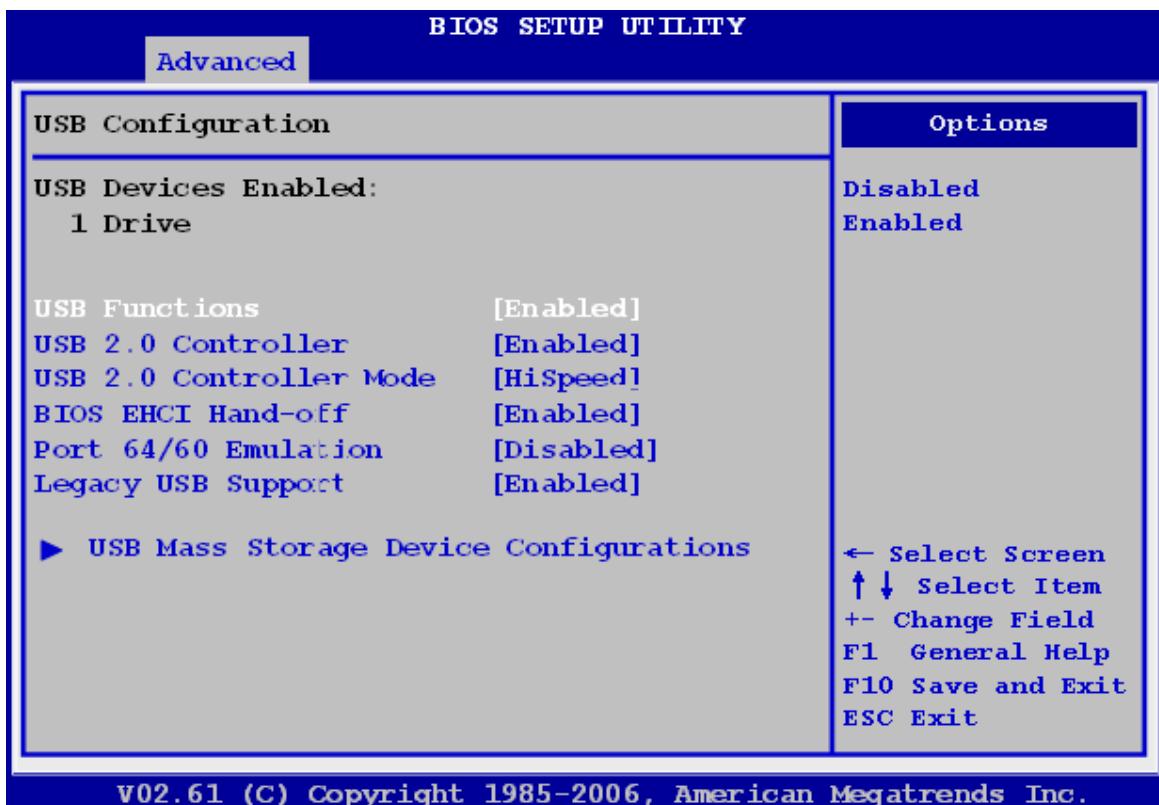 BIOS SETUP UTILITY
Advanced
USB Configuration
USB Devices Enabled:
1 Drive
USB Functions [Enabled]
USB 2.0 Controller [Enabled]
USB 2.0 Controller Mode [HiSpeed]
BIOS EHCI Hand-off [Enabled]
Port 64/60 Emulation [Disabled]
Legacy USB Support [Enabled]
▶ USB Mass Storage Device Configurations
Options
Disabled
Enabled
← Select Screen
↑↓ Select Item
+- Change Field
F1 General Help
F10 Save and Exit
ESC Exit
V02.61 (C) Copyright 1985-2006, American Megatrends Inc.